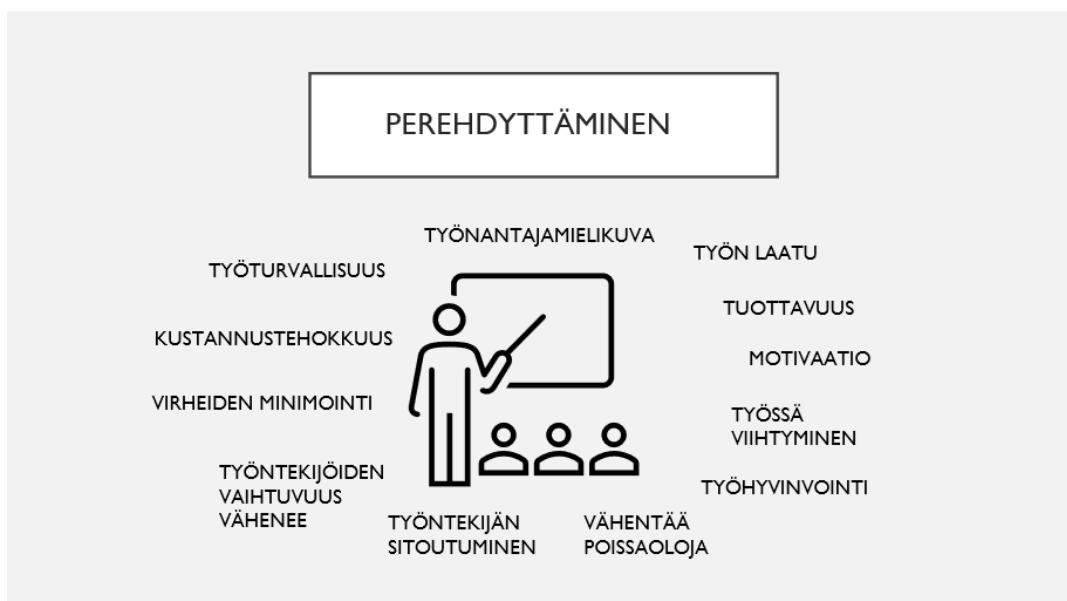 PEREHDYTTÄMINEN
TYÖNANTAJAMIELIKUVA
TYÖN LAATU
TYÖTURVALLISUUS
TUOTTAVUUS
KUSTANNUSTEHOKKUUS
MOTIVAATIO
VIRHEIDEN MINIMOINTI
TYÖSSÄ
VIIHTYMINEN
TYÖNTEKIJÖIDEN
VAIHTUVUUS
VÄHENEE
TYÖHYVINVOINTI
TYÖNTEKIJÄN
SITOUTUMINEN
VÄHENTÄÄ
POISSAOLOJA